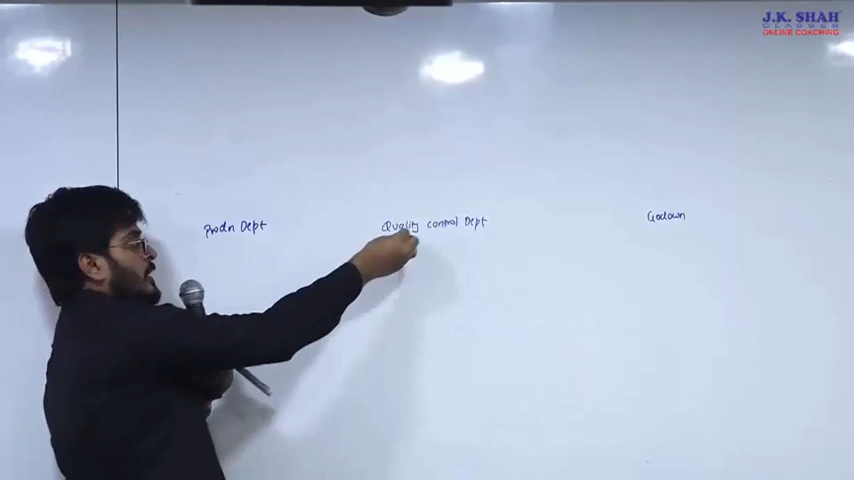 J.K. SHAH
CLASSES
ONLINE COACHING
Prodn Dept
Quality control Dept
Godown